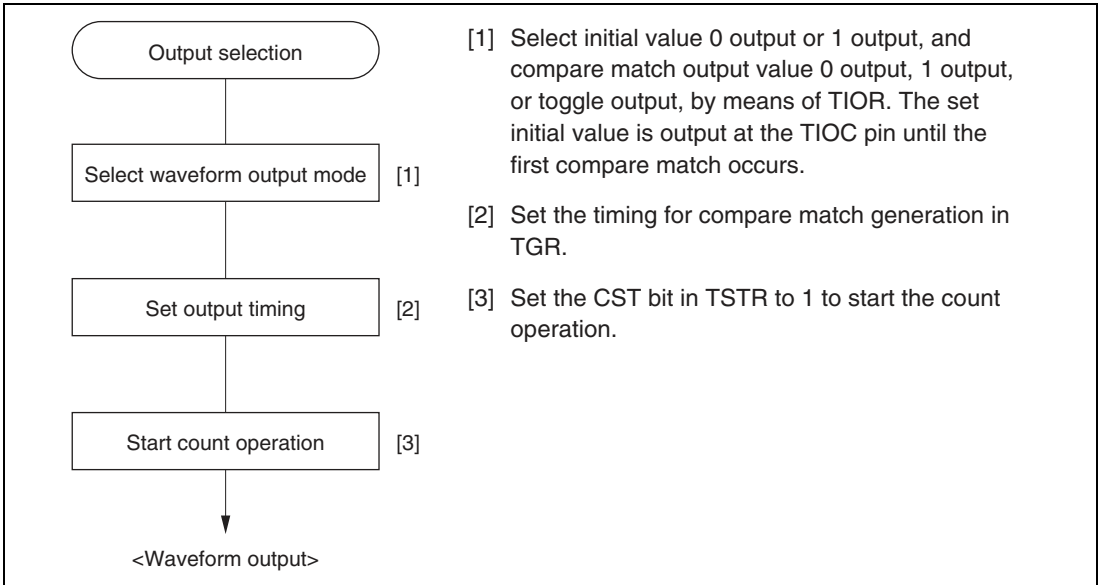 Output selection
Select waveform output mode [1]
Set output timing [2]
Start count operation [3]
<Waveform output>
[1] Select initial value 0 output or 1 output, and
compare match output value 0 output, 1 output,
or toggle output, by means of TIOR. The set
initial value is output at the TIOC pin until the
first compare match occurs.
[2] Set the timing for compare match generation in
TGR.
[3] Set the CST bit in TSTR to 1 to start the count
operation.